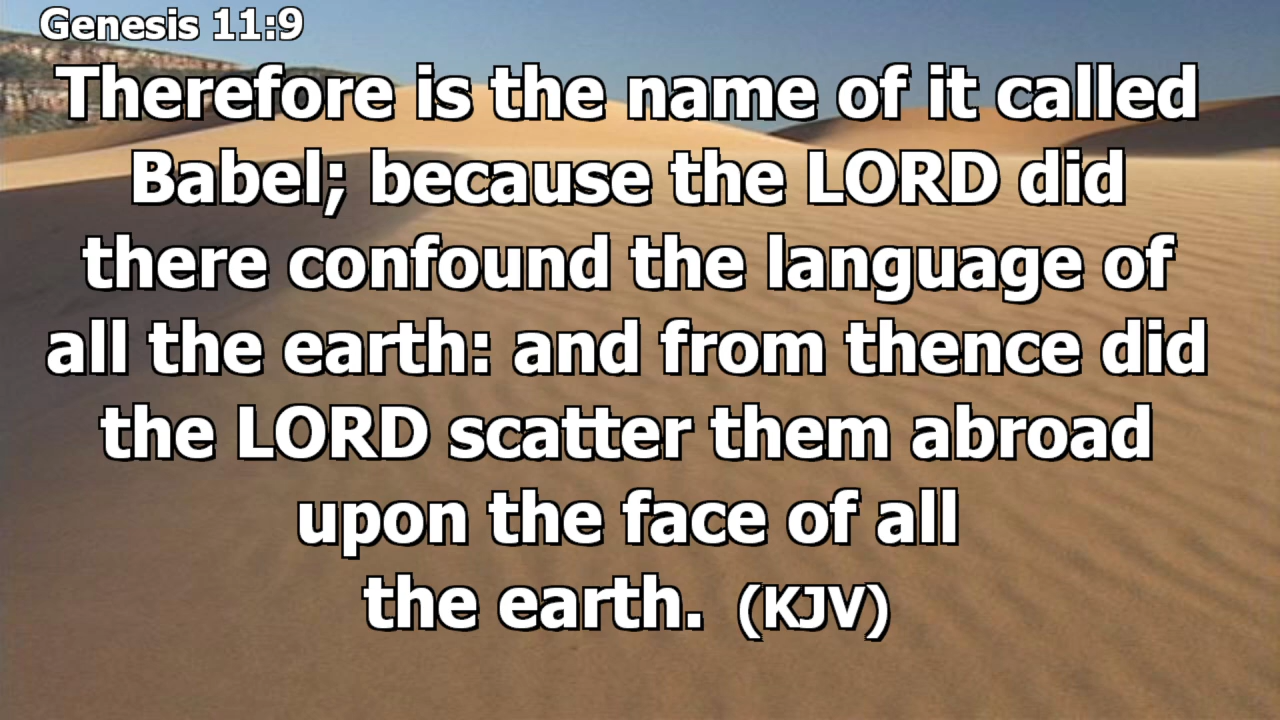 Genesis 11:9
Therefore is the name of it called
Babel; because the LORD did
there confound the language of
all the earth: and from thence did
the LORD scatter them abroad
upon the face of all
the earth. (KJV)